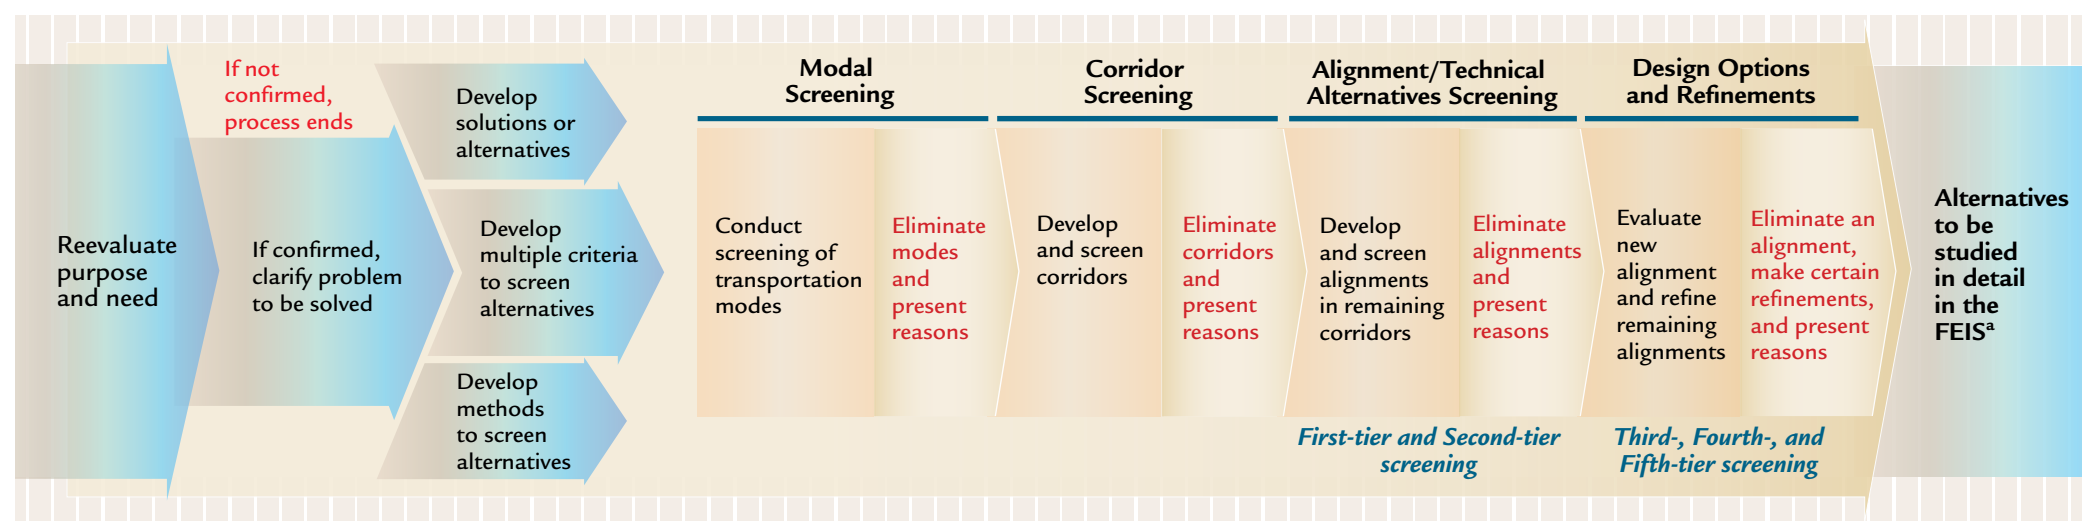 Reevaluate
purpose
and need
If not
confirmed,
process ends
If confirmed,
clarify problem
to be solved
Develop
solutions or
alternatives
Develop
multiple criteria
to screen
alternatives
Develop
methods
to screen
alternatives
Modal
Screening
Conduct
screening of
transportation
modes
Eliminate
modes
and
present
reasons
Corridor
Screening
Develop
and screen
corridors
Eliminate
corridors
and
present
reasons
Alignment/Technical
Alternatives Screening
Develop
and screen
alignments
in remaining
corridors
Eliminate
alignments
and
present
reasons
First-tier and Second-tier
screening
Design Options
and Refinements
Evaluate
new
alignment
and refine
remaining
alignments
Eliminate an
alignment,
make certain
refinements,
and present
reasons
Third-, Fourth-, and
Fifth-tier screening
Alternatives
to be
studied
in detail
in the
FEISᵃ